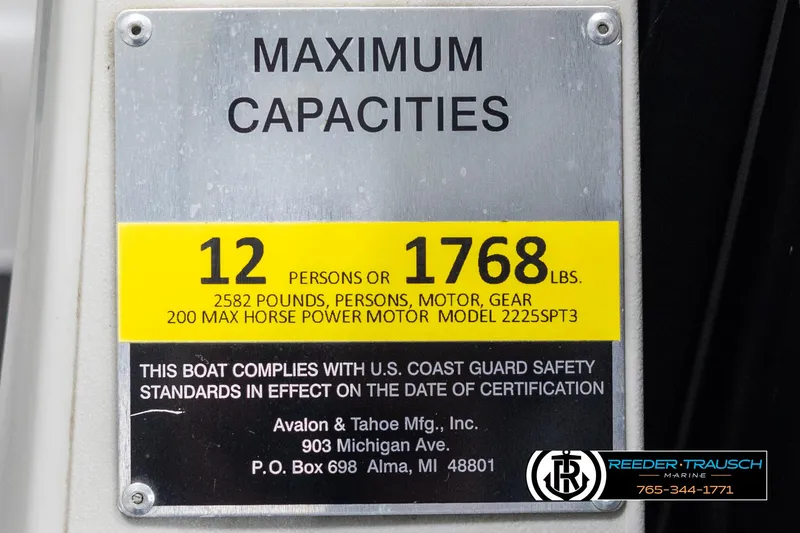 MAXIMUM
CAPACITIES
12 PERSONS OR 1768 LBS.
2582 POUNDS, PERSONS, MOTOR, GEAR
200 MAX HORSE POWER MOTOR MODEL 2225SPT3
THIS BOAT COMPLIES WITH U.S. COAST GUARD SAFETY
STANDARDS IN EFFECT ON THE DATE OF CERTIFICATION
Avalon & Tahoe Mfg., Inc.
903 Michigan Ave.
P.O. Box 698 Alma, MI 48801
REEDER·TRAUSCH
MARINE
765-344-1771